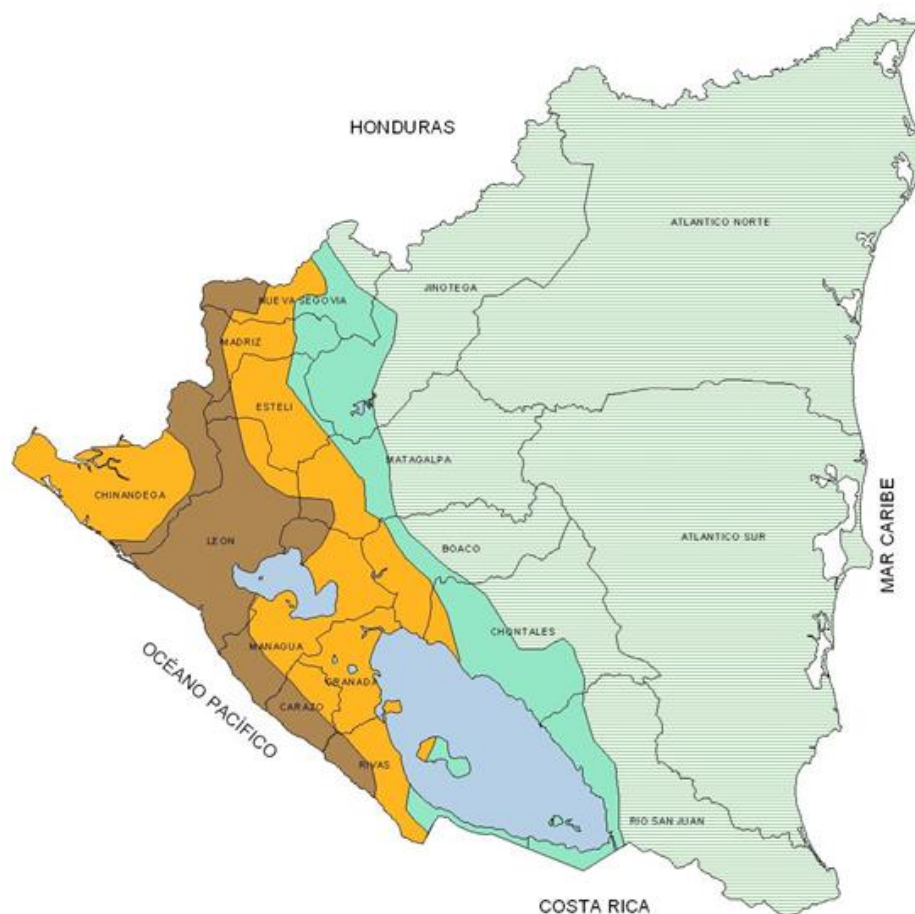 HONDURAS
ATLANTICO NORTE
JINOTEGA
NUEVA SEGOVIA
MADRIZ
ESTELI
MATAGALPA
CHINANDEGA
LEON
BOACO
ATLANTICO SUR
MAR CARIBE
CHONTALES
MANAGUA
GRANADA
CARAZO
OCÉANO PACÍFICO
RIVAS
RIO SAN JUAN
COSTA RICA